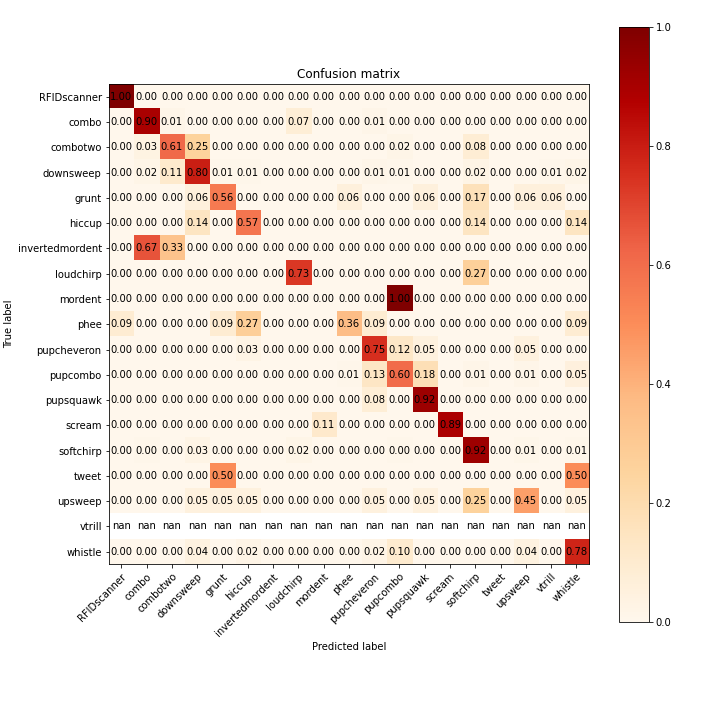 Confusion matrix
1.0
RFIDscanner 1.00 0.00 0.00 0.00 0.00 0.00 0.00 0.00 0.00 0.00 0.00 0.00 0.00 0.00 0.00 0.00 0.00 0.00 0.00
combo 0.00 0.90 0.01 0.00 0.00 0.00 0.00 0.07 0.00 0.00 0.01 0.00 0.00 0.00 0.00 0.00 0.00 0.00 0.00
combotwo 0.00 0.03 0.61 0.25 0.00 0.00 0.00 0.00 0.00 0.00 0.00 0.02 0.00 0.00 0.08 0.00 0.00 0.00 0.00
0.8
downsweep 0.00 0.02 0.11 0.80 0.01 0.01 0.00 0.00 0.00 0.00 0.01 0.01 0.00 0.00 0.02 0.00 0.00 0.01 0.02
grunt 0.00 0.00 0.00 0.06 0.56 0.00 0.00 0.00 0.00 0.06 0.00 0.00 0.06 0.00 0.17 0.00 0.06 0.06 0.00
hiccup 0.00 0.00 0.00 0.14 0.00 0.57 0.00 0.00 0.00 0.00 0.00 0.00 0.00 0.00 0.14 0.00 0.00 0.00 0.14
invertedmordent 0.00 0.67 0.33 0.00 0.00 0.00 0.00 0.00 0.00 0.00 0.00 0.00 0.00 0.00 0.00 0.00 0.00 0.00 0.00
0.6
loudchirp 0.00 0.00 0.00 0.00 0.00 0.00 0.00 0.73 0.00 0.00 0.00 0.00 0.00 0.00 0.27 0.00 0.00 0.00 0.00
mordent 0.00 0.00 0.00 0.00 0.00 0.00 0.00 0.00 0.00 0.00 0.00 1.00 0.00 0.00 0.00 0.00 0.00 0.00 0.00
True label
phee 0.09 0.00 0.00 0.00 0.09 0.27 0.00 0.00 0.00 0.36 0.09 0.00 0.00 0.00 0.00 0.00 0.00 0.00 0.09
pupcheveron 0.00 0.00 0.00 0.00 0.00 0.03 0.00 0.00 0.00 0.00 0.75 0.12 0.05 0.00 0.00 0.00 0.05 0.00 0.00
pupcombo 0.00 0.00 0.00 0.00 0.00 0.00 0.00 0.00 0.00 0.01 0.13 0.60 0.18 0.00 0.01 0.00 0.01 0.00 0.05
0.4
pupsquawk 0.00 0.00 0.00 0.00 0.00 0.00 0.00 0.00 0.00 0.00 0.08 0.00 0.92 0.00 0.00 0.00 0.00 0.00 0.00
scream 0.00 0.00 0.00 0.00 0.00 0.00 0.00 0.00 0.11 0.00 0.00 0.00 0.00 0.89 0.00 0.00 0.00 0.00 0.00
softchirp 0.00 0.00 0.00 0.03 0.00 0.00 0.00 0.02 0.00 0.00 0.00 0.00 0.00 0.00 0.92 0.00 0.01 0.00 0.01
tweet 0.00 0.00 0.00 0.00 0.50 0.00 0.00 0.00 0.00 0.00 0.00 0.00 0.00 0.00 0.00 0.00 0.00 0.00 0.50
upsweep 0.00 0.00 0.00 0.05 0.05 0.05 0.00 0.00 0.00 0.00 0.05 0.00 0.05 0.00 0.25 0.00 0.45 0.00 0.05
0.2
vtrill nan nan nan nan nan nan nan nan nan nan nan nan nan nan nan nan nan nan nan
whistle 0.00 0.00 0.00 0.04 0.00 0.02 0.00 0.00 0.00 0.00 0.02 0.10 0.00 0.00 0.00 0.00 0.04 0.00 0.78
0.0
RFIDscanner combo combotwo downsweep grunt hiccup invertedmordent loudchirp mordent phee pupcheveron pupcombo pupsquawk scream softchirp tweet upsweep vtrill whistle
Predicted label